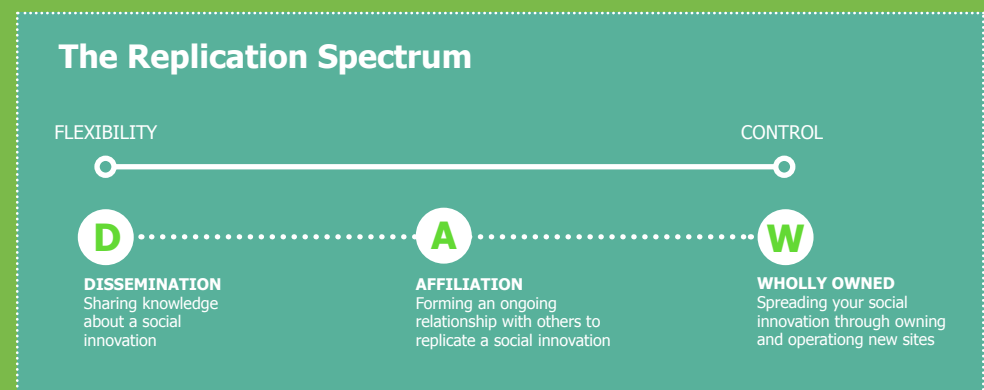 The Replication Spectrum
FLEXIBILITY
CONTROL
D
A
W
DISSEMINATION
Sharing knowledge
about a social
innovation
AFFILIATION
Forming an ongoing
relationship with others to
replicate a social innovation
WHOLLY OWNED
Spreading your social
innovation through owning
and operationg new sites